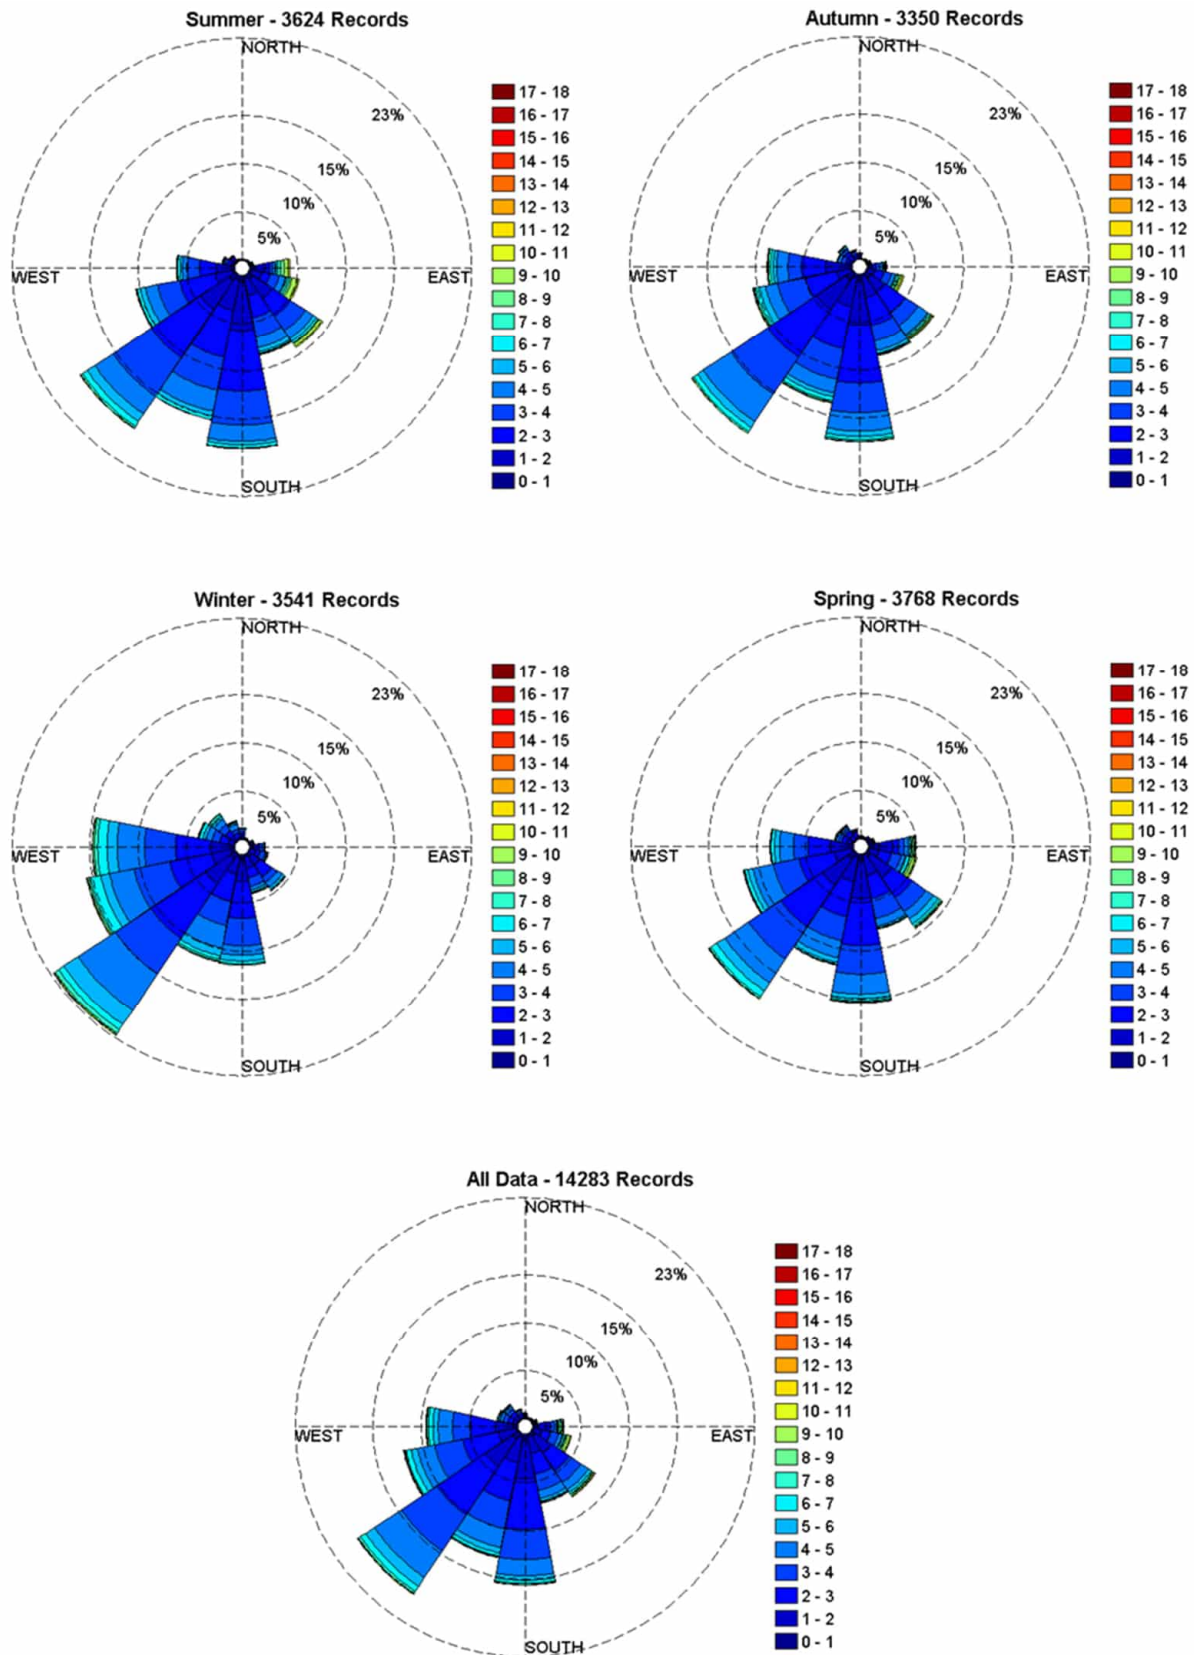 Summer - 3624 Records
NORTH
23%
15%
10%
5%
WEST
EAST
SOUTH
17 - 18
16 - 17
15 - 16
14 - 15
13 - 14
12 - 13
11 - 12
10 - 11
9 - 10
8 - 9
7 - 8
6 - 7
5 - 6
4 - 5
3 - 4
2 - 3
1 - 2
0 - 1
Autumn - 3350 Records
NORTH
23%
15%
10%
5%
WEST
EAST
SOUTH
17 - 18
16 - 17
15 - 16
14 - 15
13 - 14
12 - 13
11 - 12
10 - 11
9 - 10
8 - 9
7 - 8
6 - 7
5 - 6
4 - 5
3 - 4
2 - 3
1 - 2
0 - 1
Winter - 3541 Records
NORTH
23%
15%
10%
5%
WEST
EAST
SOUTH
17 - 18
16 - 17
15 - 16
14 - 15
13 - 14
12 - 13
11 - 12
10 - 11
9 - 10
8 - 9
7 - 8
6 - 7
5 - 6
4 - 5
3 - 4
2 - 3
1 - 2
0 - 1
Spring - 3768 Records
NORTH
23%
15%
10%
5%
WEST
EAST
SOUTH
17 - 18
16 - 17
15 - 16
14 - 15
13 - 14
12 - 13
11 - 12
10 - 11
9 - 10
8 - 9
7 - 8
6 - 7
5 - 6
4 - 5
3 - 4
2 - 3
1 - 2
0 - 1
All Data - 14283 Records
NORTH
23%
15%
10%
5%
WEST
EAST
SOUTH
17 - 18
16 - 17
15 - 16
14 - 15
13 - 14
12 - 13
11 - 12
10 - 11
9 - 10
8 - 9
7 - 8
6 - 7
5 - 6
4 - 5
3 - 4
2 - 3
1 - 2
0 - 1